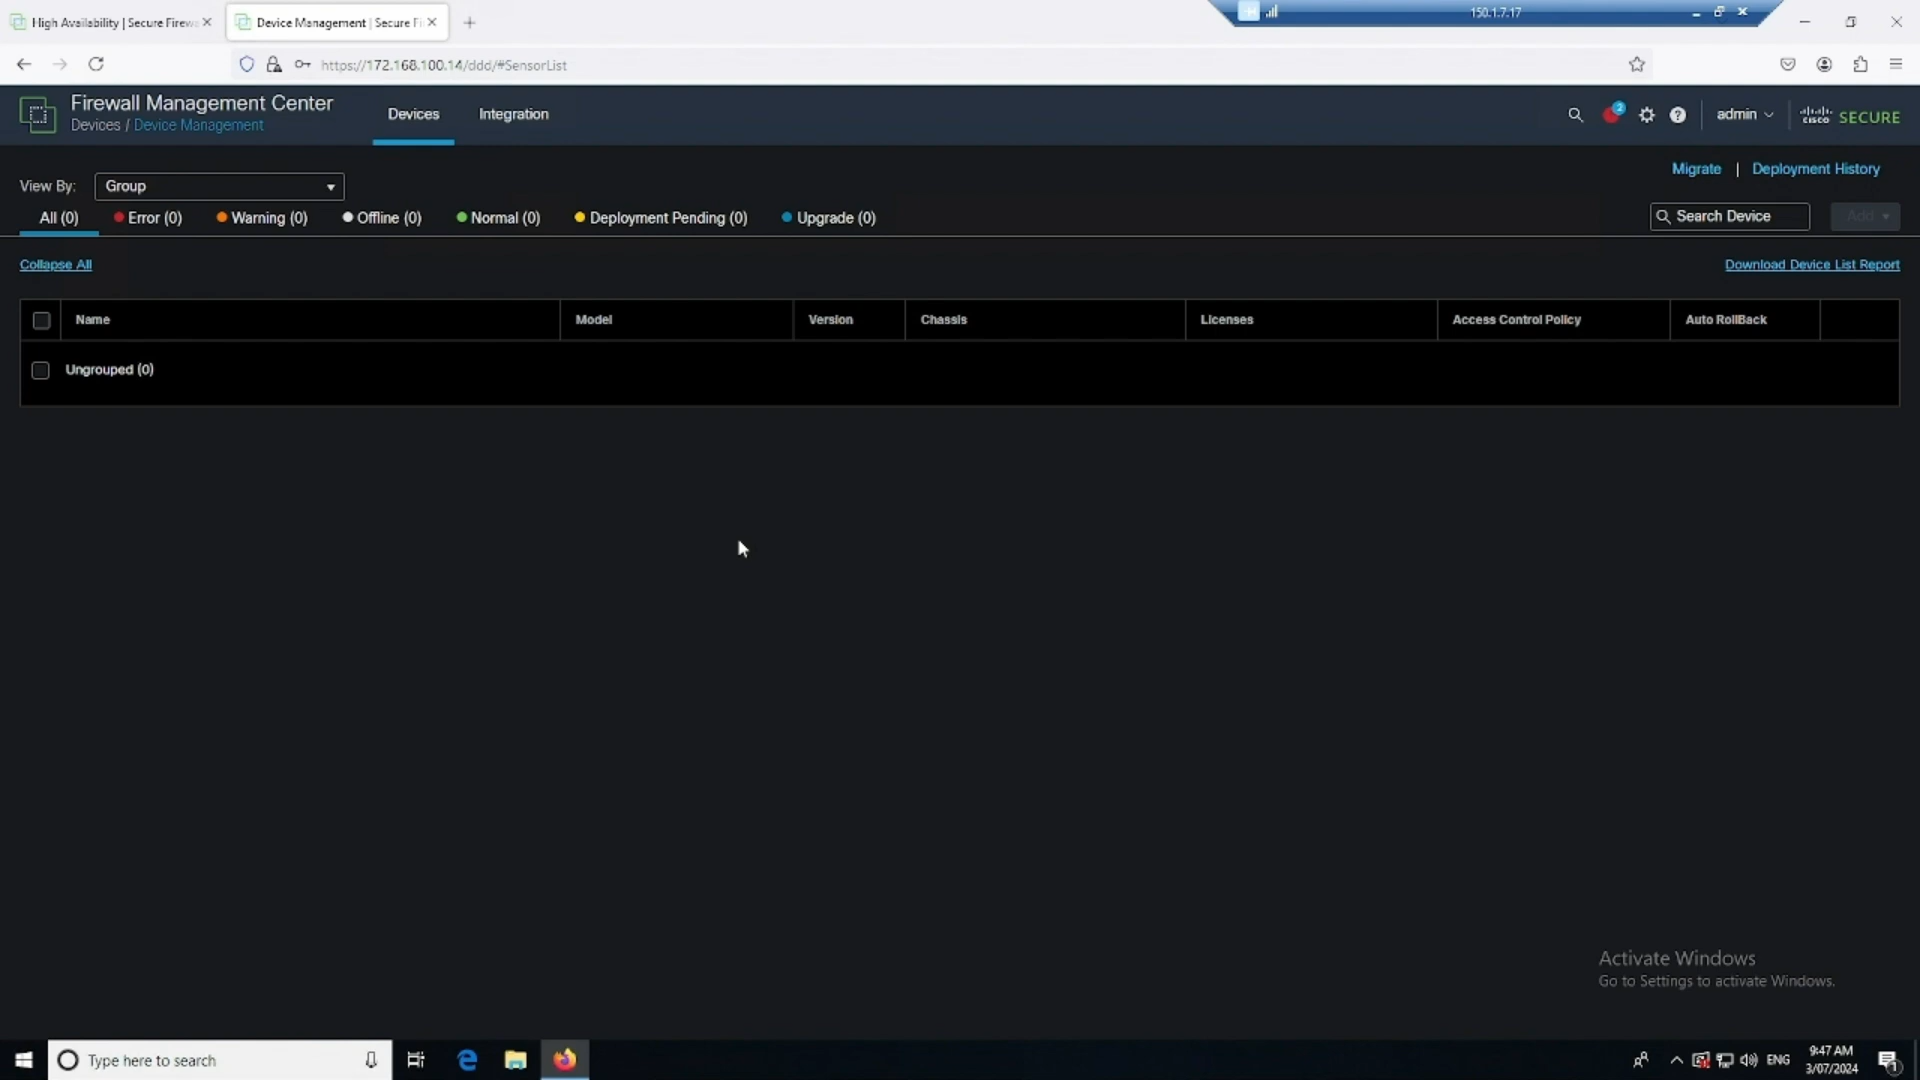 High Availability | Secure Firew
Device Management | Secure Fi
150.1.7.17
https://172.168.100.14/ddd/#SensorList
Firewall Management Center
Devices / Device Management
Devices
Integration
2
admin
cisco SECURE
Migrate | Deployment History
View By: Group
All (0)
Error (0)
Warning (0)
Offline (0)
Normal (0)
Deployment Pending (0)
Upgrade (0)
Search Device
Add
Collapse All
Download Device List Report
Name
Model
Version
Chassis
Licenses
Access Control Policy
Auto RollBack
Ungrouped (0)
Activate Windows
Go to Settings to activate Windows.
Type here to search
ENG
9:47 AM
3/07/2024
1